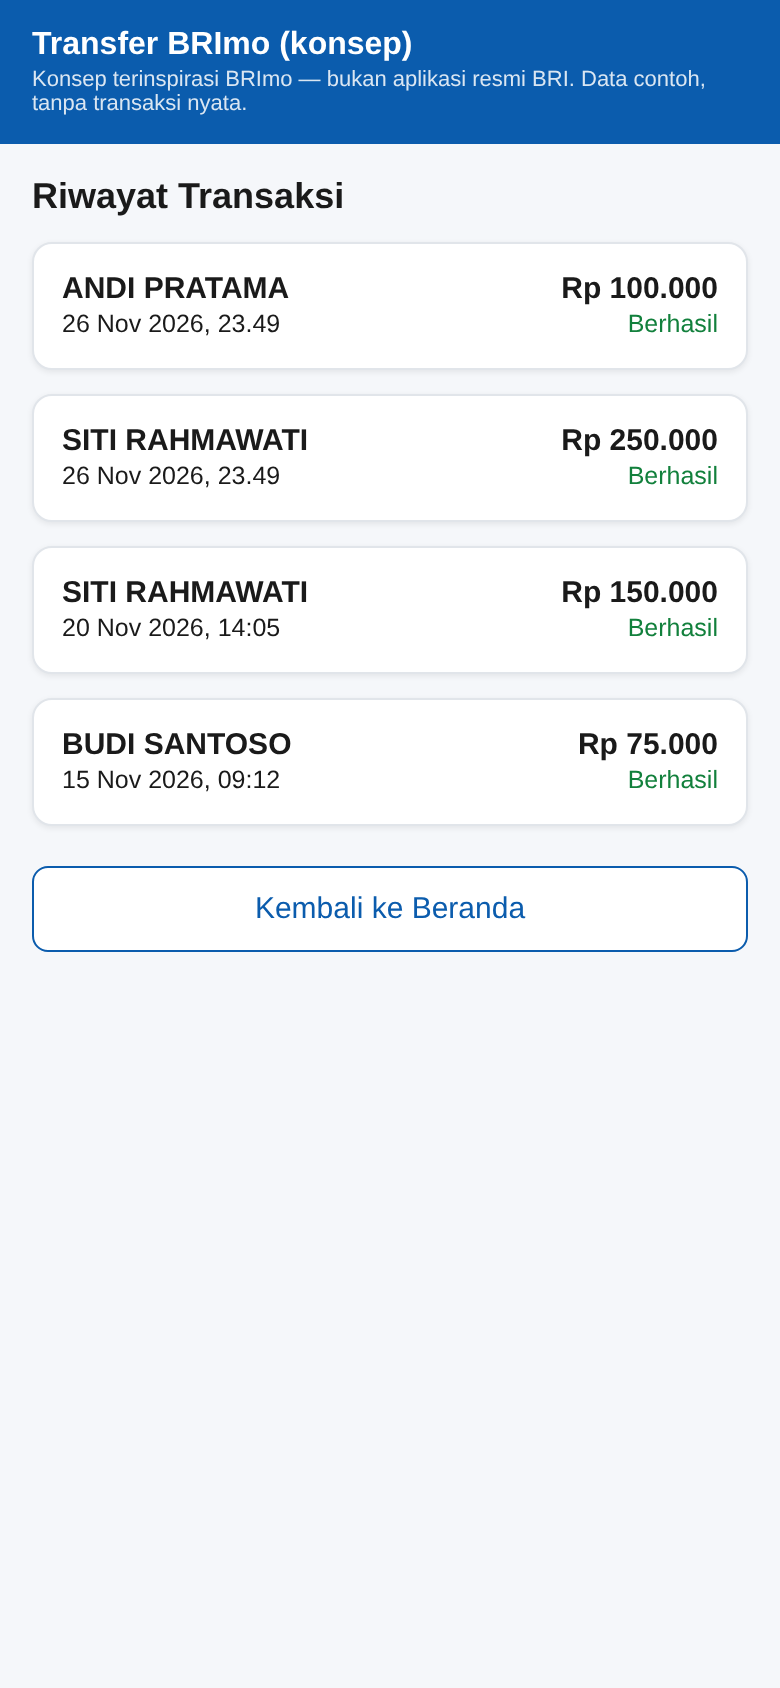 Transfer BRImo (konsep)
Konsep terinspirasi BRImo — bukan aplikasi resmi BRI. Data contoh,
tanpa transaksi nyata.
Riwayat Transaksi
ANDI PRATAMA
Rp 100.000
26 Nov 2026, 23.49
Berhasil
SITI RAHMAWATI
Rp 250.000
26 Nov 2026, 23.49
Berhasil
SITI RAHMAWATI
Rp 150.000
20 Nov 2026, 14:05
Berhasil
BUDI SANTOSO
Rp 75.000
15 Nov 2026, 09:12
Berhasil
Kembali ke Beranda